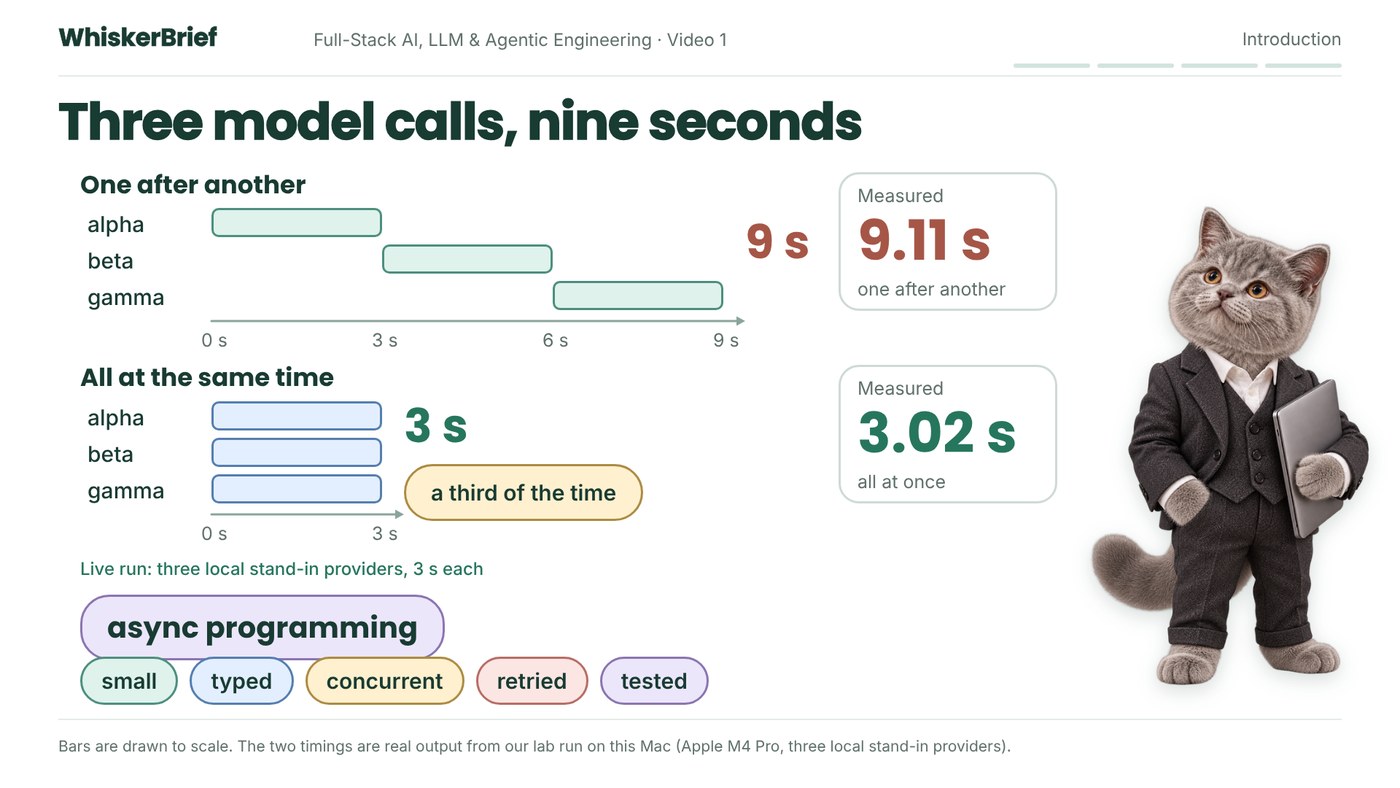 WhiskerBrief
Full-Stack AI, LLM & Agentic Engineering · Video 1
Introduction
Three model calls, nine seconds
One after another
alpha
beta
gamma
9 s
0 s 3 s 6 s 9 s
Measured
9.11 s
one after another
All at the same time
alpha
beta
gamma
3 s
a third of the time
0 s 3 s
Measured
3.02 s
all at once
Live run: three local stand-in providers, 3 s each
async programming
small typed concurrent retried tested
Bars are drawn to scale. The two timings are real output from our lab run on this Mac (Apple M4 Pro, three local stand-in providers).